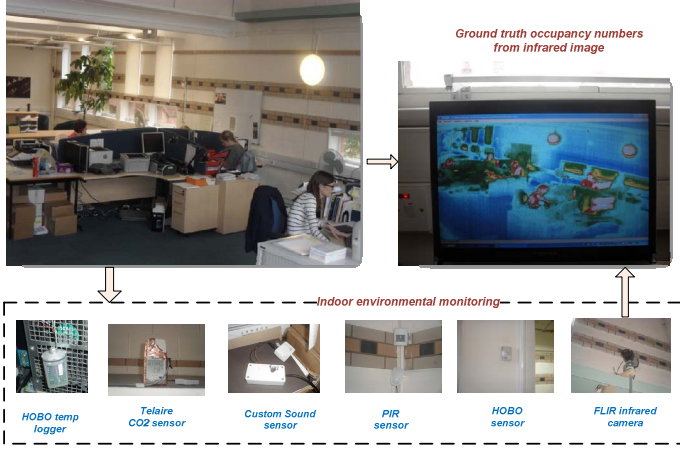 Ground truth occupancy numbers
from infrared image
Indoor environmental monitoring
HOBO temp
logger
Telaire
CO2 sensor
Custom Sound
sensor
PIR
sensor
HOBO
sensor
FLIR infrared
camera